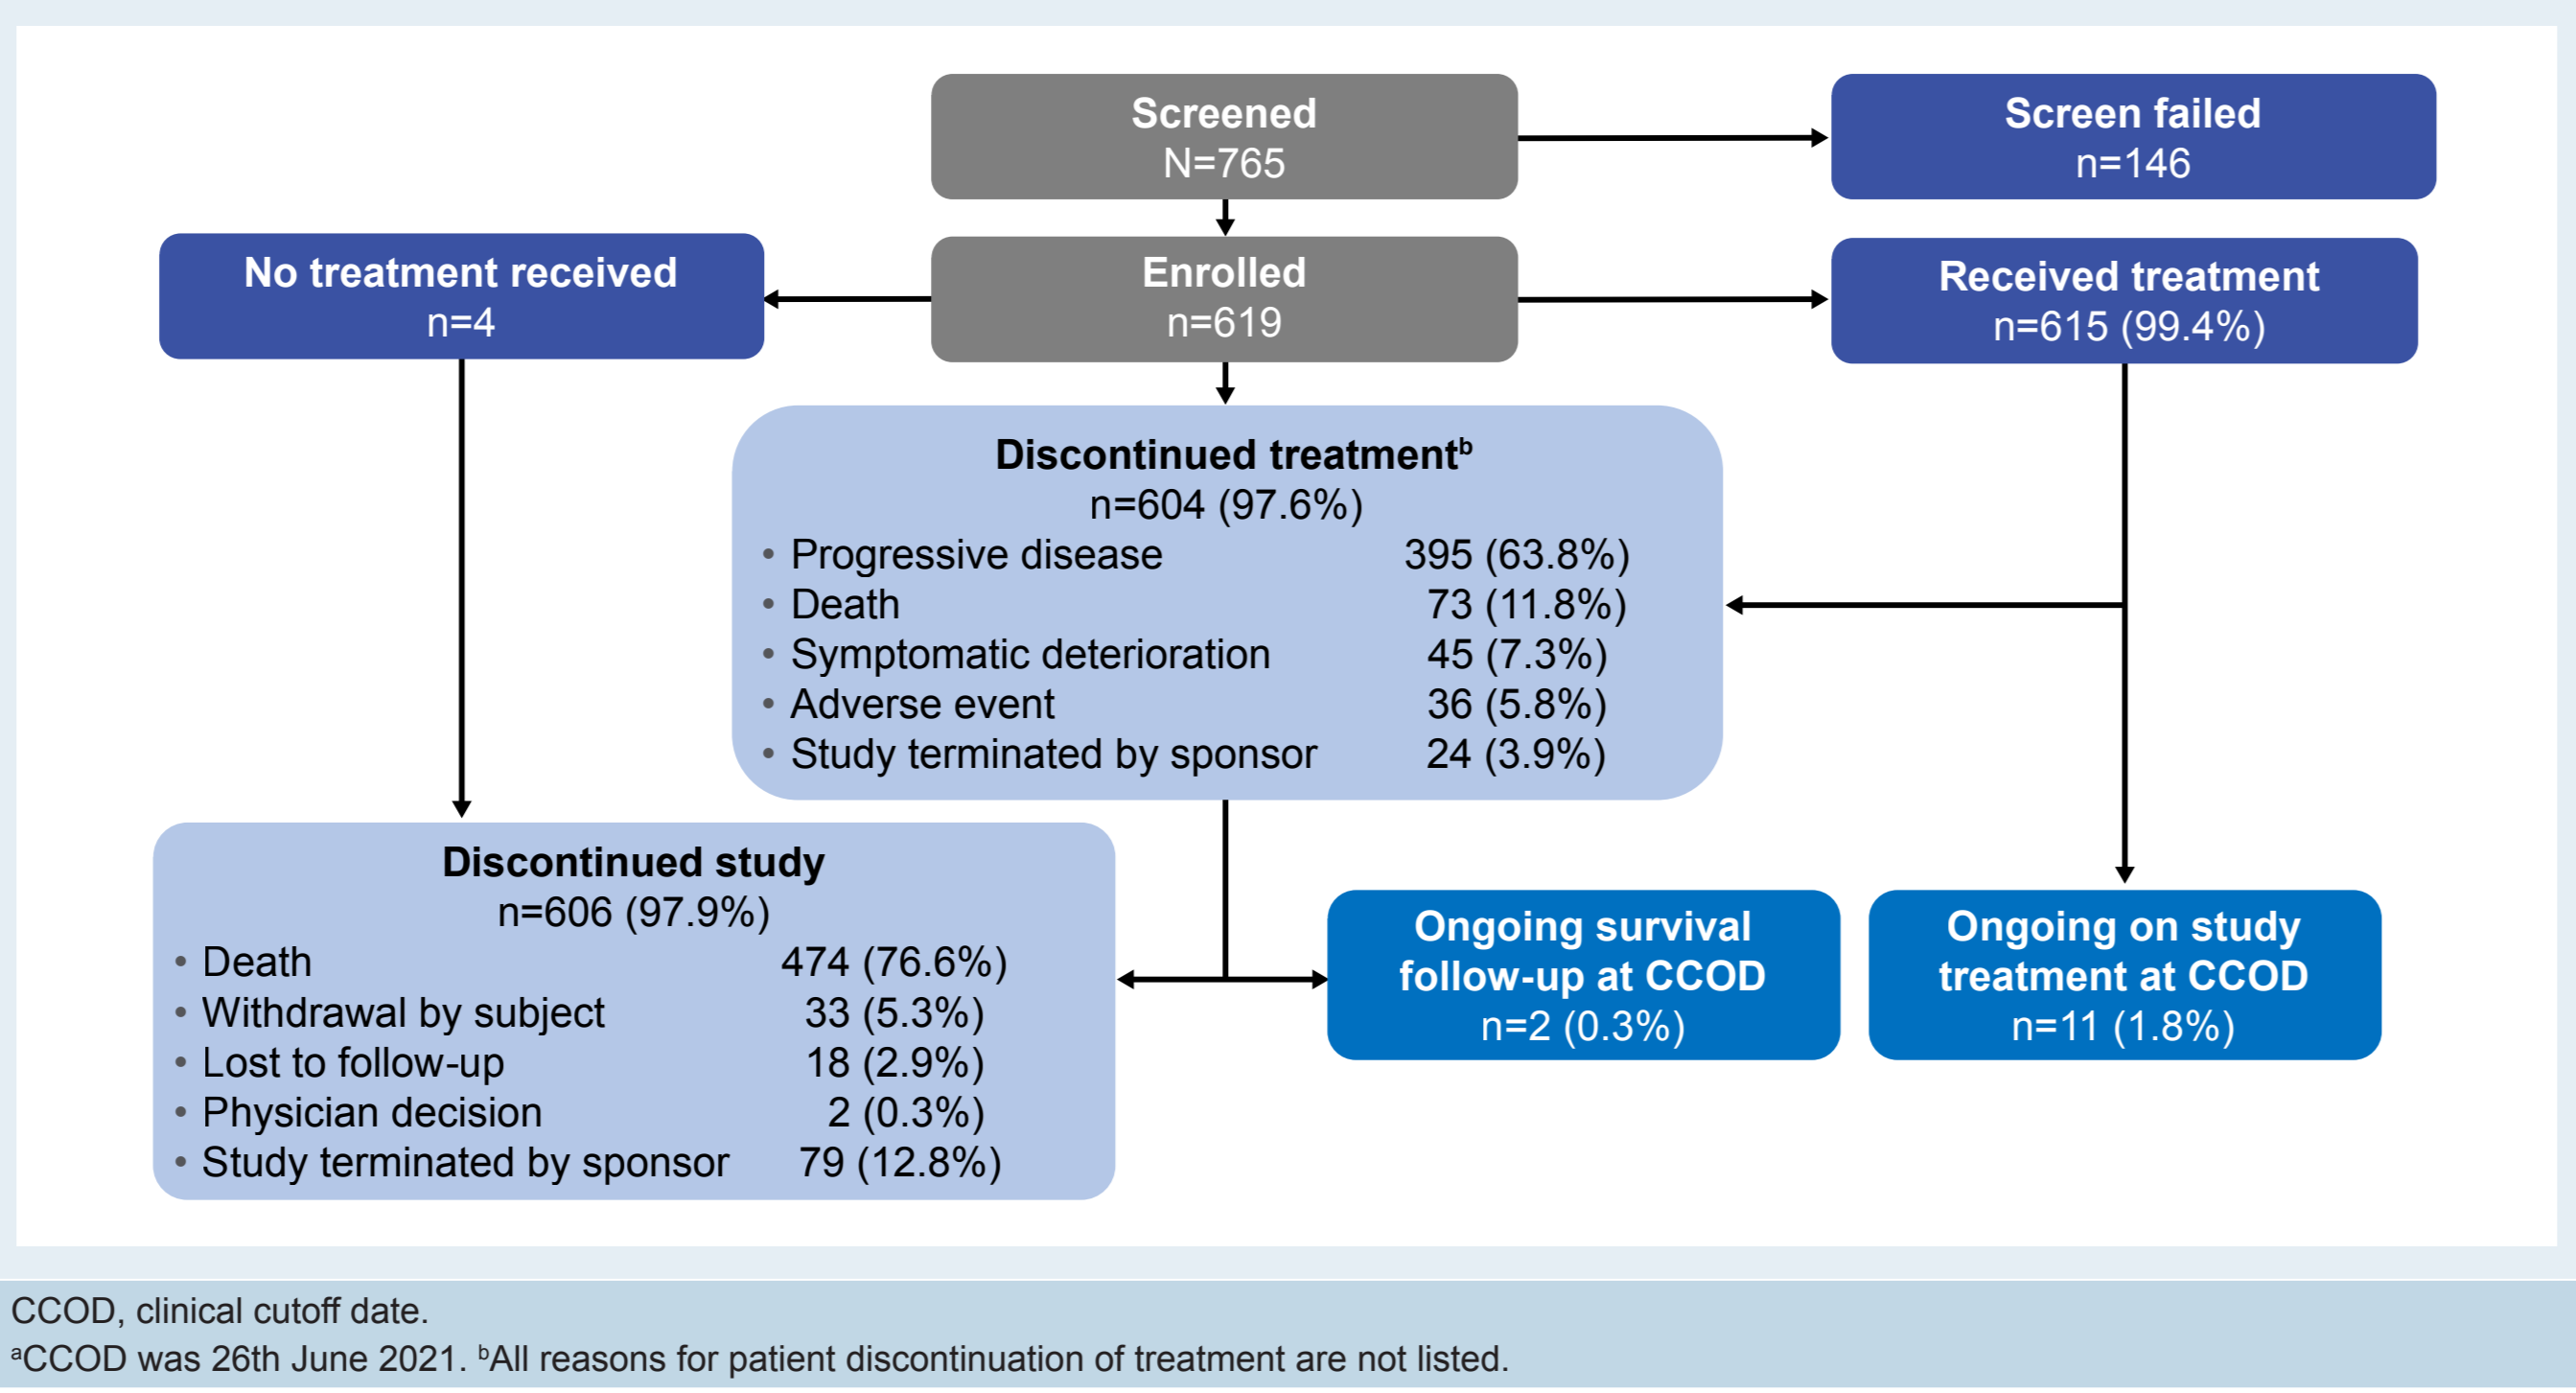 Screened
N=765
Screen failed
n=146
No treatment received
n=4
Enrolled
n=619
Received treatment
n=615 (99.4%)
Discontinued treatmentᵇ
n=604 (97.6%)
• Progressive disease 395 (63.8%)
• Death 73 (11.8%)
• Symptomatic deterioration 45 (7.3%)
• Adverse event 36 (5.8%)
• Study terminated by sponsor 24 (3.9%)
Discontinued study
n=606 (97.9%)
• Death 474 (76.6%)
• Withdrawal by subject 33 (5.3%)
• Lost to follow-up 18 (2.9%)
• Physician decision 2 (0.3%)
• Study terminated by sponsor 79 (12.8%)
Ongoing survival
follow-up at CCOD
n=2 (0.3%)
Ongoing on study
treatment at CCOD
n=11 (1.8%)
CCOD, clinical cutoff date.
ᵃCCOD was 26th June 2021. ᵇAll reasons for patient discontinuation of treatment are not listed.